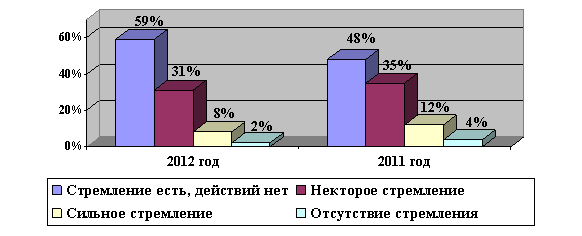 59%
60%
48%
40%
31%
35%
20%
8%
2%
12%
4%
0%
2012 год
2011 год
Стремление есть, действий нет
Некторое стремление
Сильное стремление
Отсутствие стремления